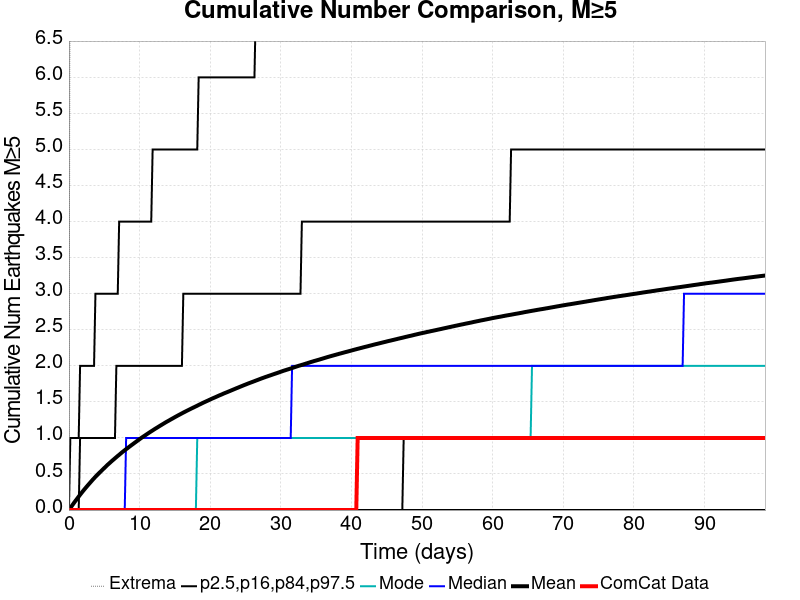 Cumulative Number Comparison, M≥5
Cumulative Num Earthquakes M≥5
6.5
6.0
5.5
5.0
4.5
4.0
3.5
3.0
2.5
2.0
1.5
1.0
0.5
0.0
0 10 20 30 40 50 60 70 80 90
Time (days)
Extrema p2.5,p16,p84,p97.5 Mode Median Mean ComCat Data